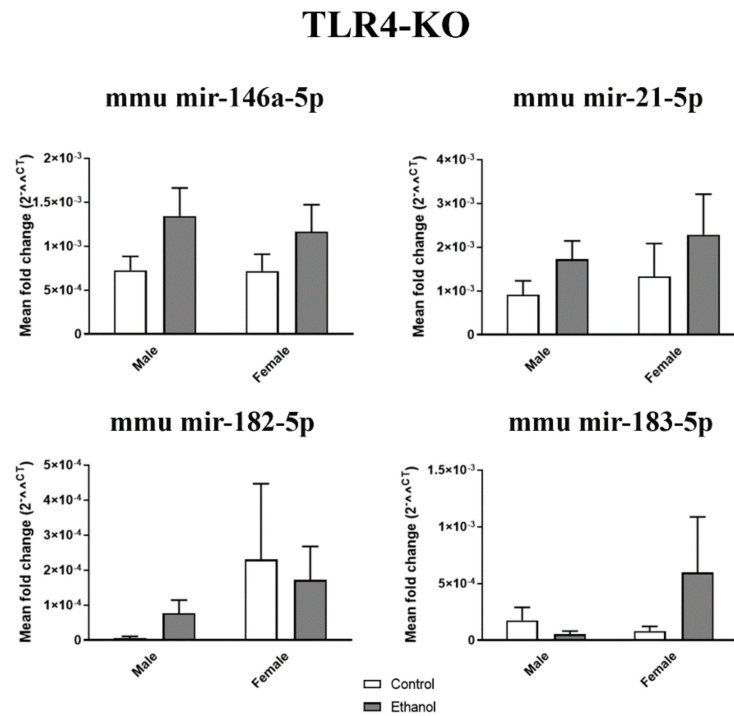 TLR4-KO
mmu mir-146a-5p
Mean fold change (2^-ΛΛCT)
2×10⁻³
1.5×10⁻³
1×10⁻³
5×10⁻⁴
0
Male
Female
mmu mir-21-5p
Mean fold change (2^-ΛΛCT)
4×10⁻³
3×10⁻³
2×10⁻³
1×10⁻³
0
Male
Female
mmu mir-182-5p
Mean fold change (2^-ΛΛCT)
5×10⁻⁴
4×10⁻⁴
3×10⁻⁴
2×10⁻⁴
1×10⁻⁴
0
Male
Female
mmu mir-183-5p
Mean fold change (2^-ΛΛCT)
1.5×10⁻³
1×10⁻³
5×10⁻⁴
0
Male
Female
Control
Ethanol